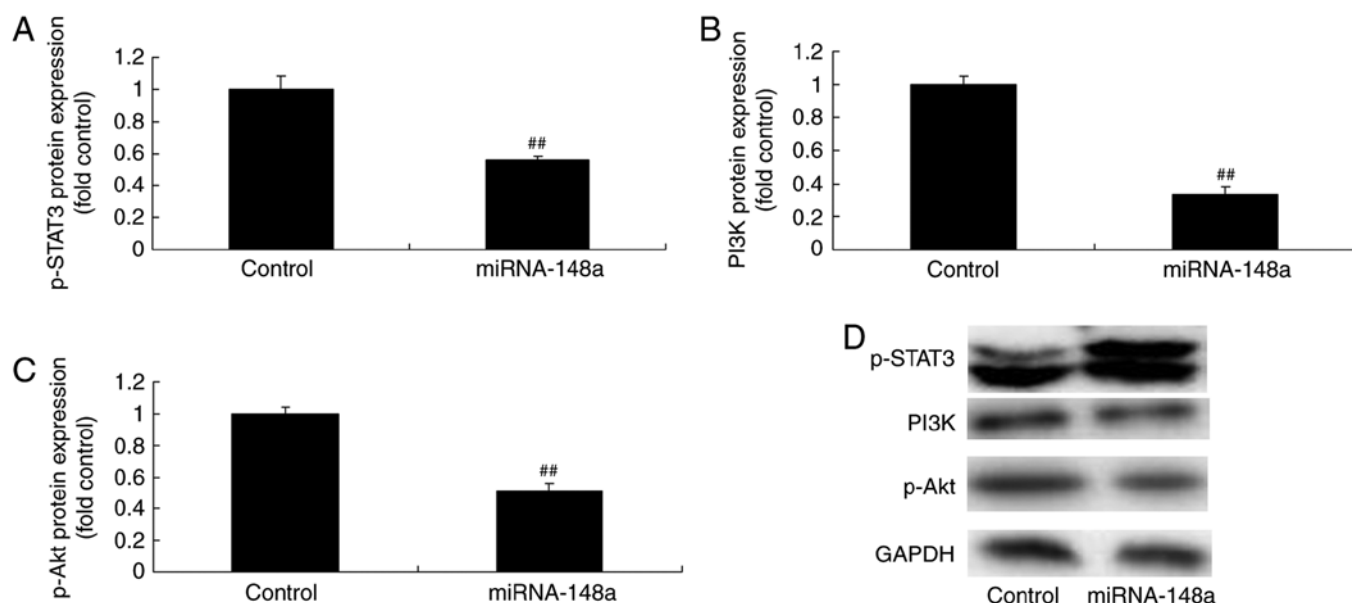 A
p-STAT3 protein expression
(fold control)
1.2
1
0.8
0.6
0.4
0.2
0
##
Control
miRNA-148a
B
PI3K protein expression
(fold control)
1.2
1
0.8
0.6
0.4
0.2
0
##
Control
miRNA-148a
C
p-Akt protein expression
(fold control)
1.2
1
0.8
0.6
0.4
0.2
0
##
Control
miRNA-148a
D
p-STAT3
PI3K
p-Akt
GAPDH
Control miRNA-148a